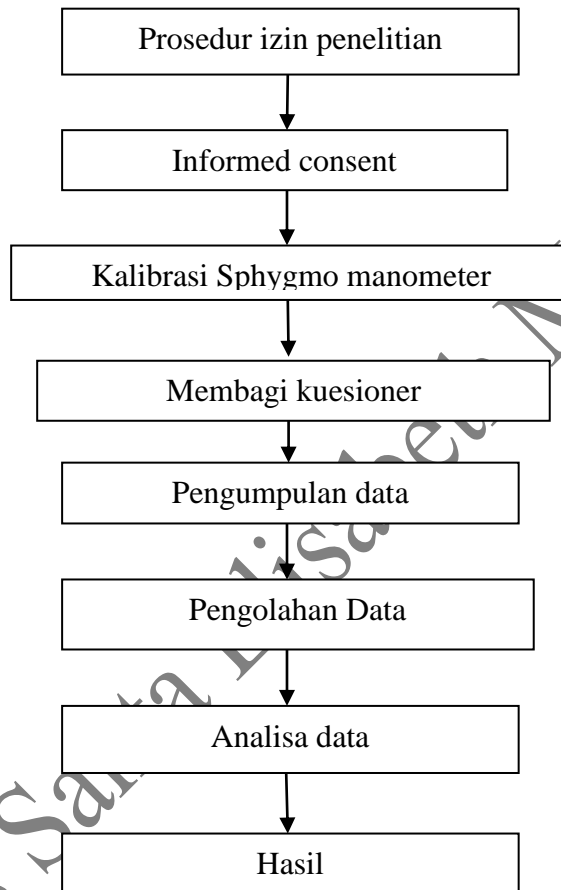 Prosedur izin penelitian
Informed consent
Kalibrasi Sphygmo manometer
Membagi kuesioner
Pengumpulan data
Pengolahan Data
Analisa data
Hasil